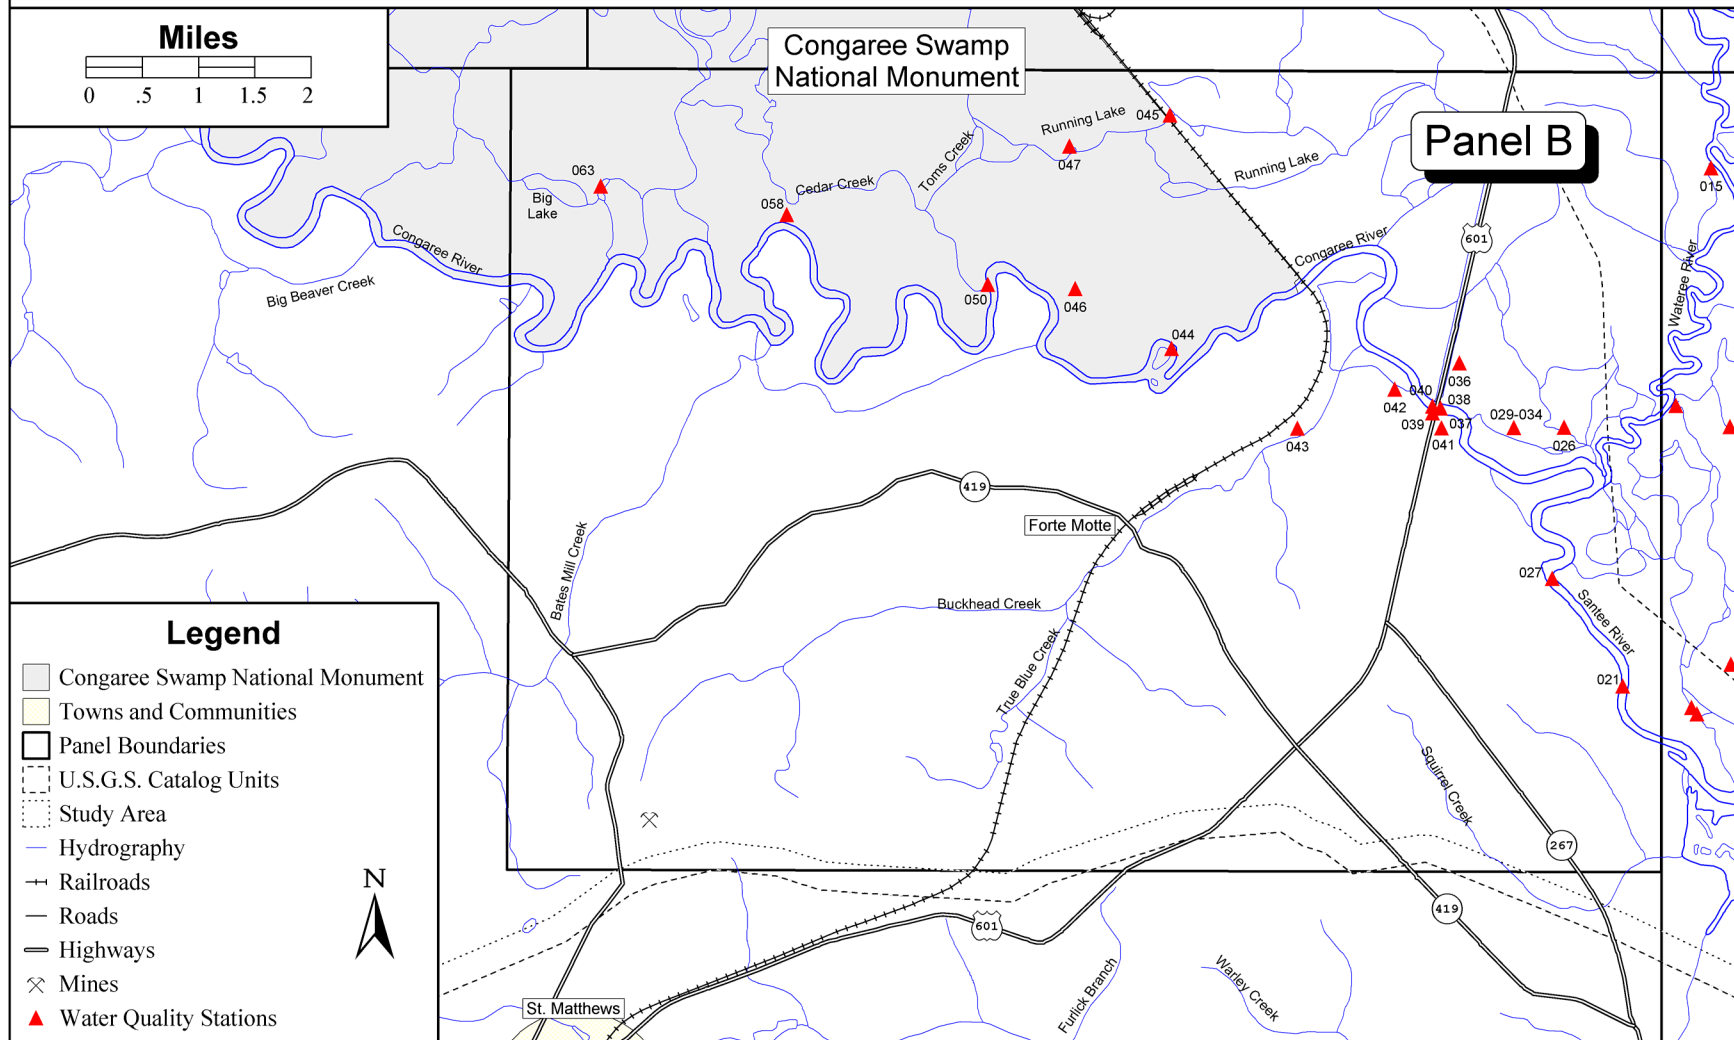 Miles
0 .5 1 1.5 2
Congaree Swamp
National Monument
Panel B
045
Running Lake
047
Toms Creek
Running Lake
015
063
Big
Lake
058
Cedar Creek
Congaree River
Congaree River
601
Wateree River
Big Beaver Creek
050
046
044
036
040
038
042
039
037
041
029-034
026
043
419
Forte Motte
Bates Mill Creek
027
Buckhead Creek
Santee River
True Blue Creek
021
Squirrel Creek
267
419
601
Furlick Branch
Warley Creek
St. Matthews
Legend
Congaree Swamp National Monument
Towns and Communities
Panel Boundaries
U.S.G.S. Catalog Units
Study Area
Hydrography
Railroads
Roads
Highways
Mines
Water Quality Stations
N